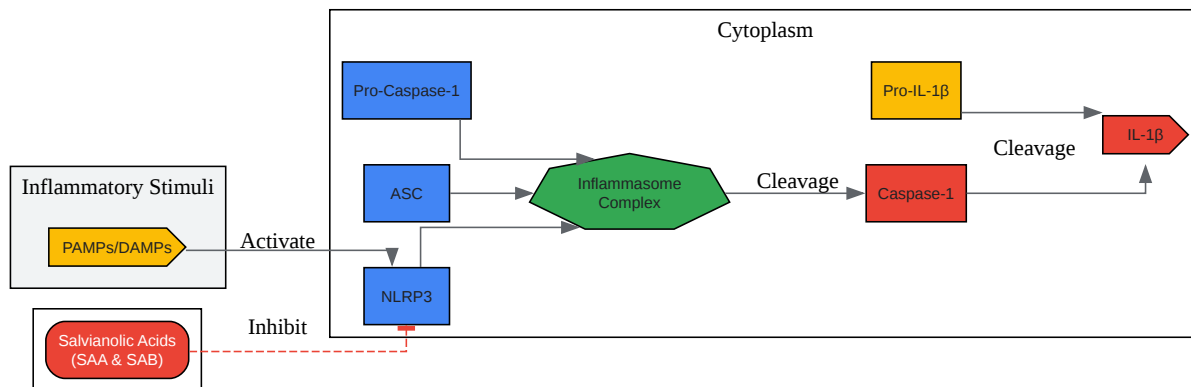 Cytoplasm
Pro-Caspase-1
Pro-IL-1β
IL-1β
Cleavage
Inflammatory Stimuli
PAMPs/DAMPs
Activate
ASC
Inflammasome
Complex
Cleavage
Caspase-1
NLRP3
Salvianolic Acids
(SAA & SAB)
Inhibit